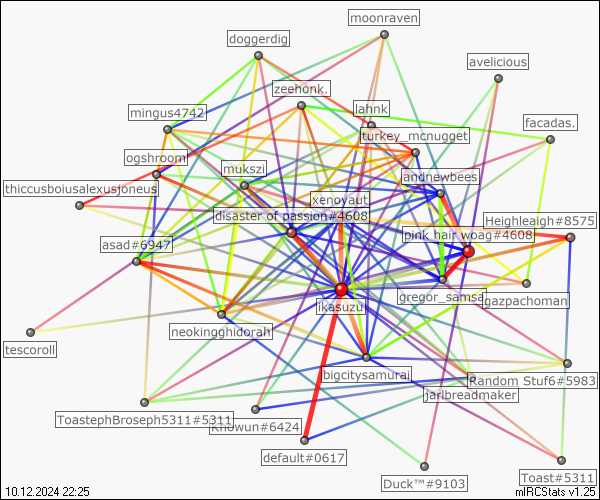 moonraven
doggerdig
avelicious
zeehonk.
lahnk
mingus4742
facadas.
turkey_mcnugget
ogshroom
mukszi
andnewbees
thiccusboiusalexusjoneus
xenoyaut
disaster of passion#4608
Heighleaigh#8575
pink hair woag#4608
asad#6947
gregor_samsa
gazpachoman
ikasuzu
neokingghidorah
tescoroll
bigcitysamurai
Random Stuf6#5983
jarlbreadmaker
ToastephBroseph5311#5311
Khowun#6424
default#0617
Duck™#9103
Toast#5311
10.12.2024 22:25
mIRCStats v1.25